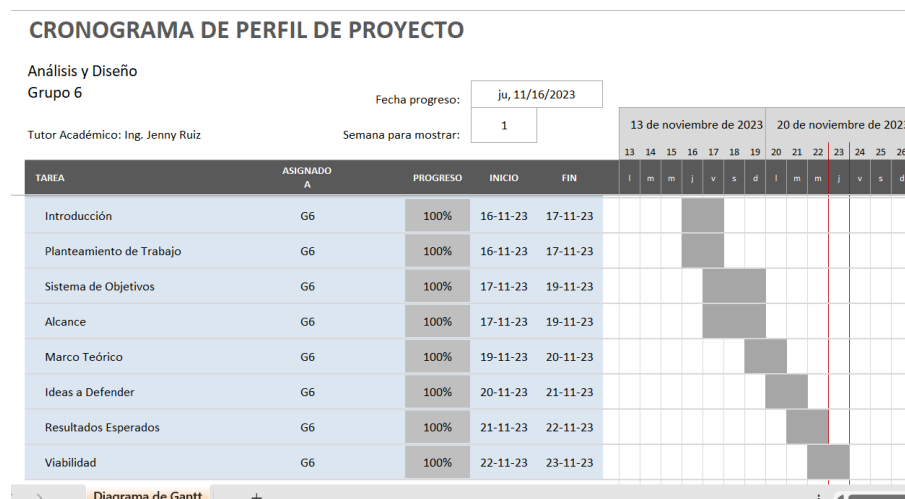 CRONOGRAMA DE PERFIL DE PROYECTO
Análisis y Diseño
Grupo 6
Fecha progreso: ju, 11/16/2023
Tutor Académico: Ing. Jenny Ruiz Semana para mostrar: 1
13 de noviembre de 2023 20 de noviembre de 202
13 14 15 16 17 18 19 20 21 22 23 24 25 26
TAREA ASIGNADO A PROGRESO INICIO FIN l m m j v s d l m m j v s d
Introducción G6 100% 16-11-23 17-11-23
Planteamiento de Trabajo G6 100% 16-11-23 17-11-23
Sistema de Objetivos G6 100% 17-11-23 19-11-23
Alcance G6 100% 17-11-23 19-11-23
Marco Teórico G6 100% 19-11-23 20-11-23
Ideas a Defender G6 100% 20-11-23 21-11-23
Resultados Esperados G6 100% 21-11-23 22-11-23
Viabilidad G6 100% 22-11-23 23-11-23
Diagrama de Gantt